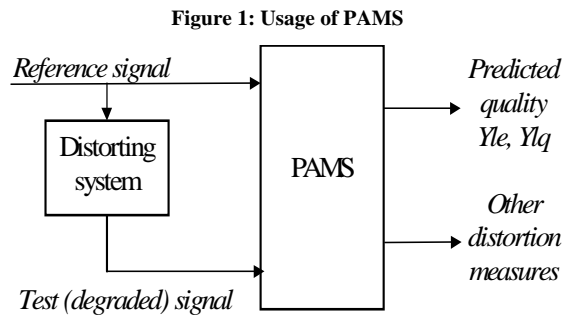 Figure 1: Usage of PAMS
Reference signal
Distorting
system
Test (degraded) signal
PAMS
Predicted
quality
Yle, Ylq
Other
distortion
measures